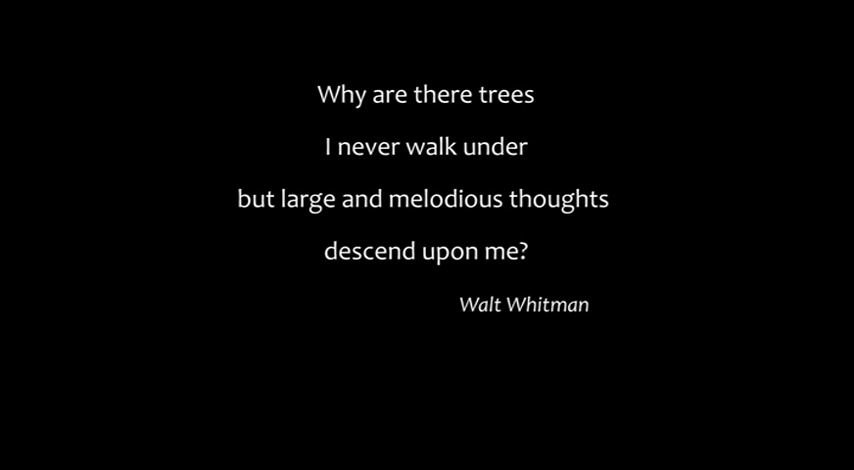 Why are there trees
I never walk under
but large and melodious thoughts
descend upon me?
Walt Whitman